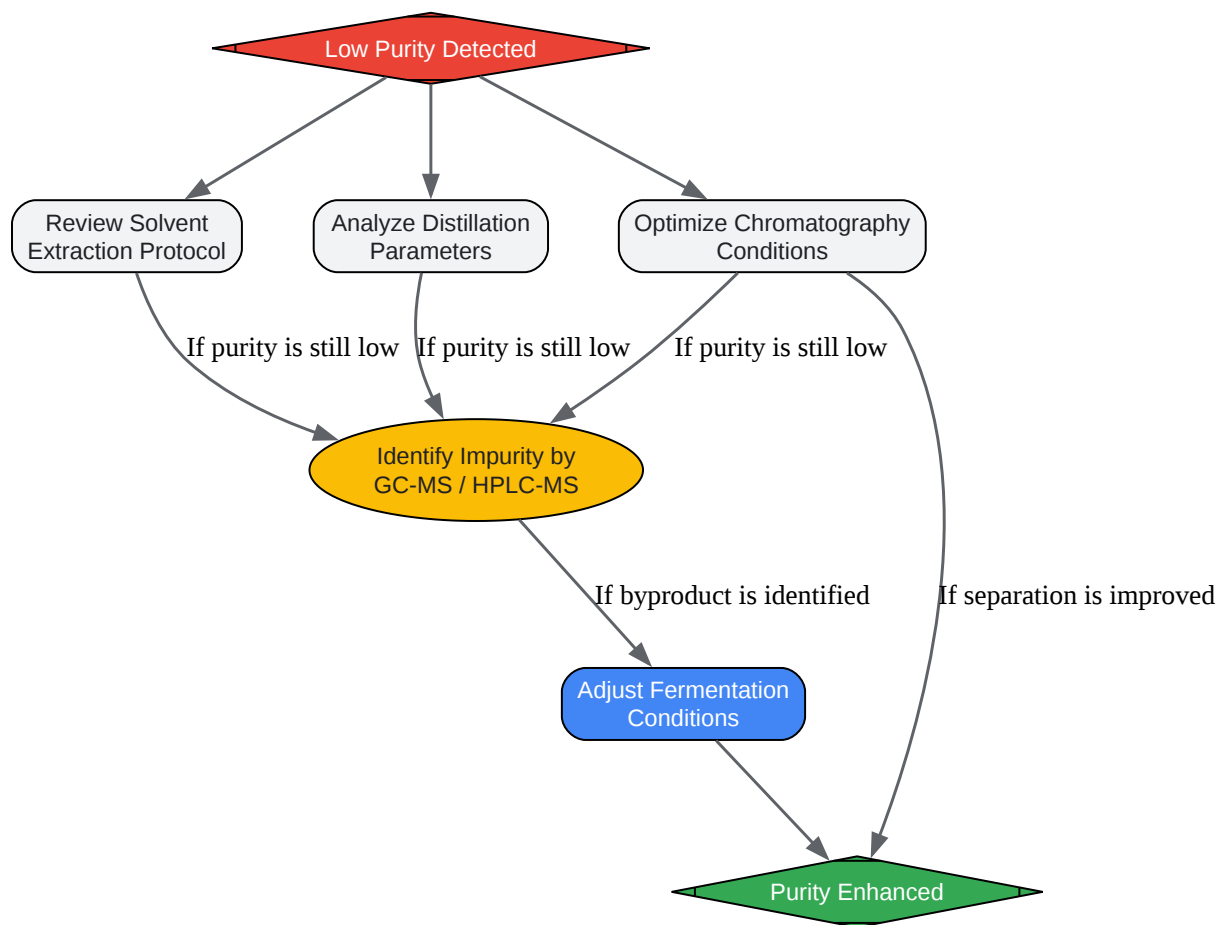 Low Purity Detected
Review Solvent
Extraction Protocol
Analyze Distillation
Parameters
Optimize Chromatography
Conditions
If purity is still low
If purity is still low
If purity is still low
Identify Impurity by
GC-MS / HPLC-MS
If byproduct is identified
If separation is improved
Adjust Fermentation
Conditions
Purity Enhanced